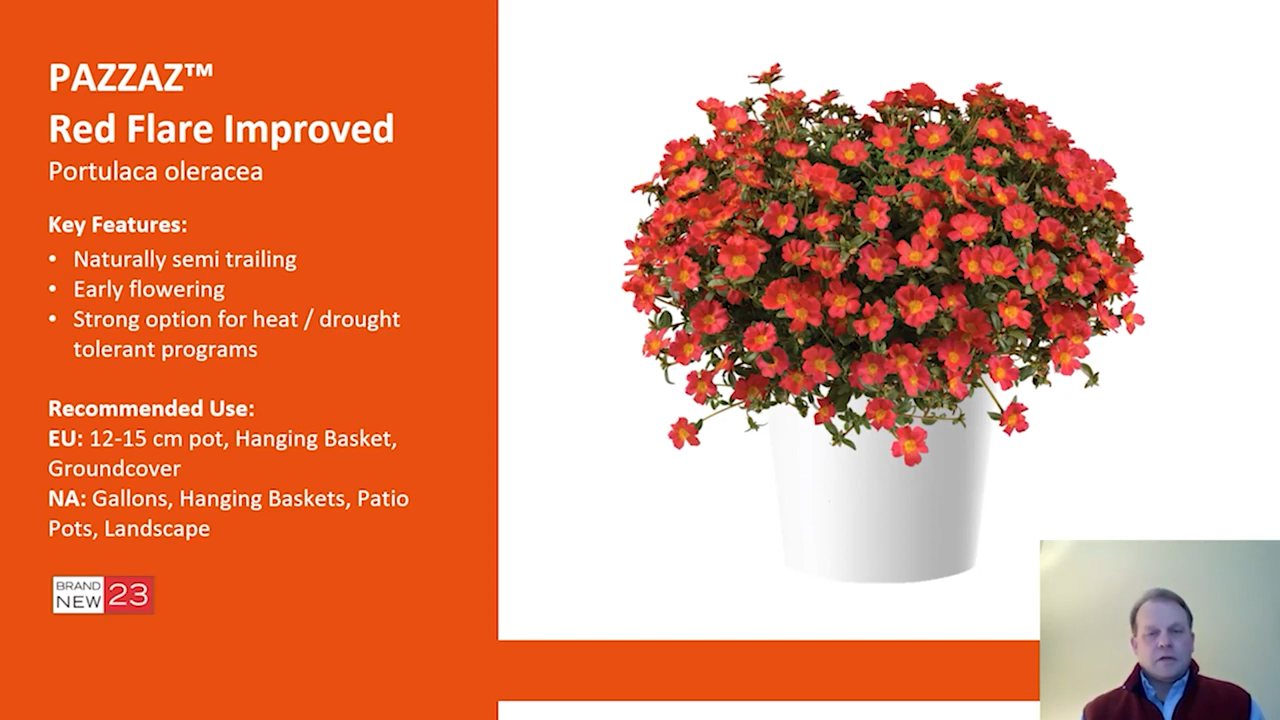 PAZZAZ™
Red Flare Improved
Portulaca oleracea
Key Features:
• Naturally semi trailing
• Early flowering
• Strong option for heat / drought
tolerant programs
Recommended Use:
EU: 12-15 cm pot, Hanging Basket,
Groundcover
NA: Gallons, Hanging Baskets, Patio
Pots, Landscape
BRAND
NEW 23